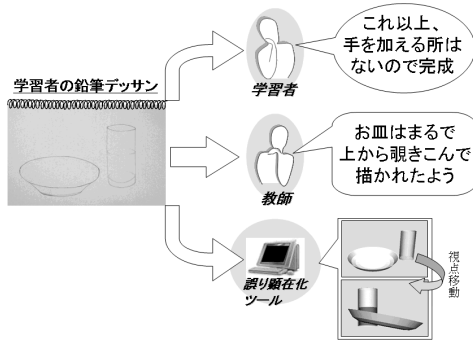 学習者の鉛筆デッサン
これ以上、
手を加える所は
ないので完成
学習者
お皿はまるで
上から覗きこんで
描かれたよう
教師
誤り顕在化
ツール
視点移動